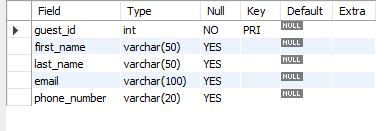 Field Type Null Key Default Extra
guest_id int NO PRI NULL
first_name varchar(50) YES NULL
last_name varchar(50) YES NULL
email varchar(100) YES NULL
phone_number varchar(20) YES NULL